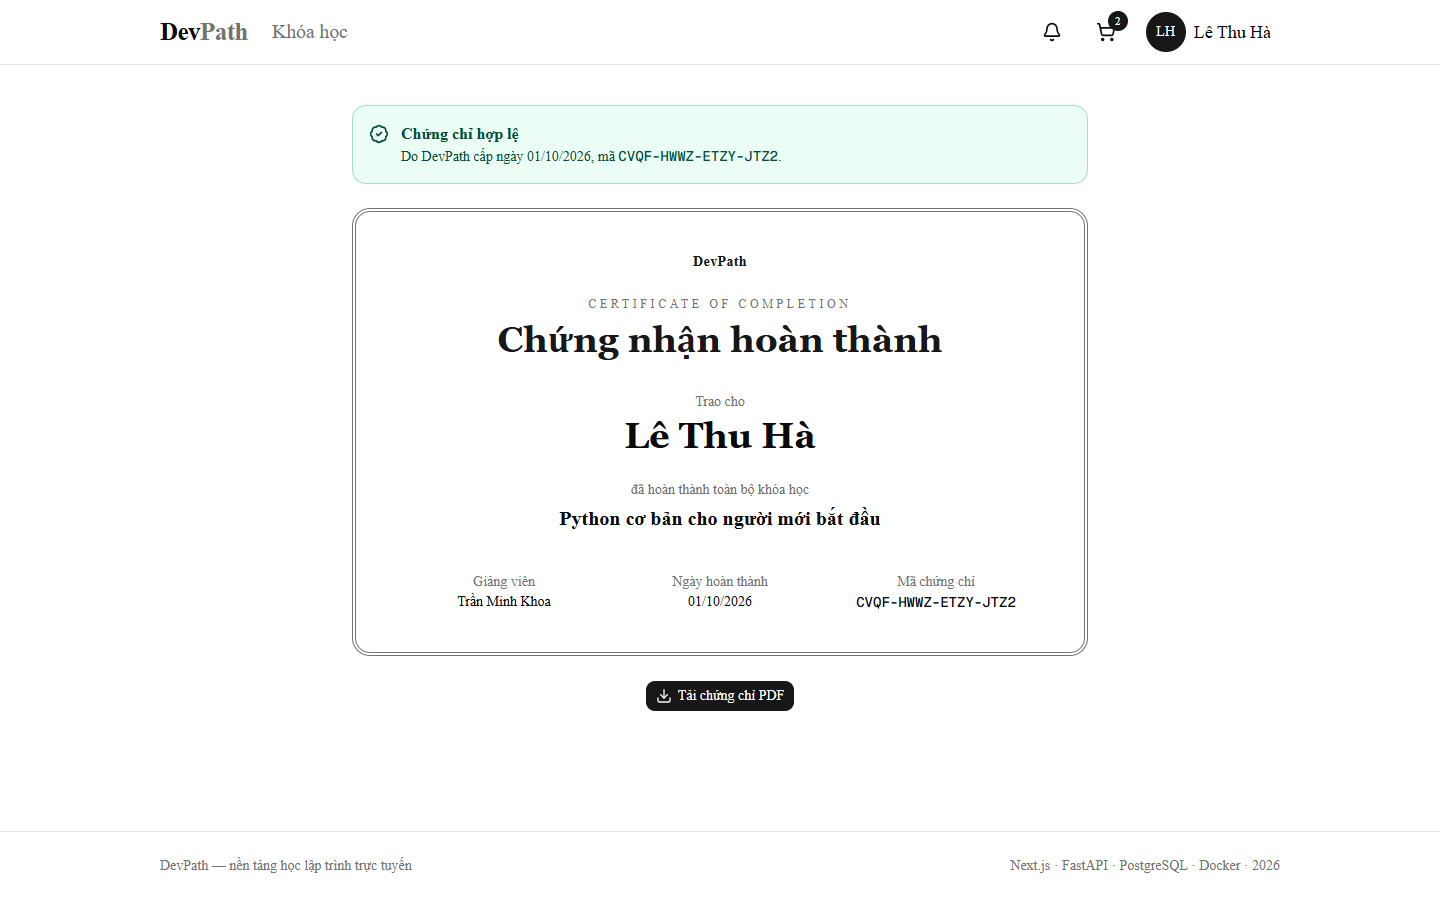 DevPath Khóa học 2 LH Lê Thu Hà
Chứng chỉ hợp lệ
Do DevPath cấp ngày 01/10/2026, mã CVQF-HWWZ-ETZY-JTZ2.
DevPath
CERTIFICATE OF COMPLETION
Chứng nhận hoàn thành
Trao cho
Lê Thu Hà
đã hoàn thành toàn bộ khóa học
Python cơ bản cho người mới bắt đầu
Giảng viên Ngày hoàn thành Mã chứng chỉ
Trần Minh Khoa 01/10/2026 CVQF-HWWZ-ETZY-JTZ2
Tải chứng chỉ PDF
DevPath — nền tảng học lập trình trực tuyến Next.js · FastAPI · PostgreSQL · Docker · 2026